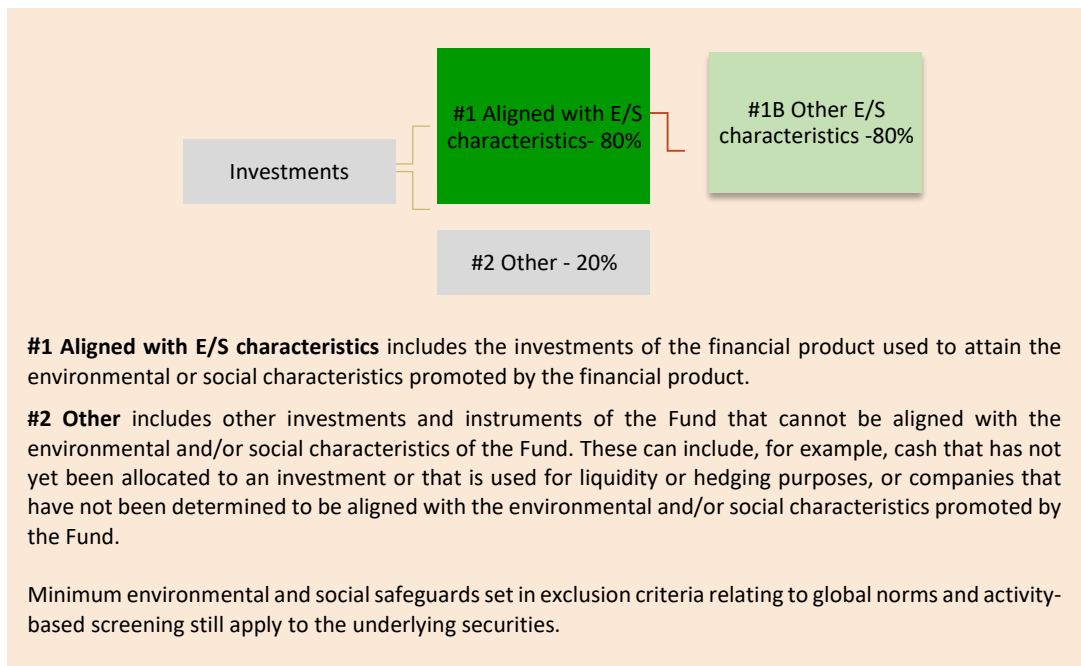 Investments
#1 Aligned with E/S
characteristics- 80%
#1B Other E/S
characteristics -80%
#2 Other - 20%
#1 Aligned with E/S characteristics includes the investments of the financial product used to attain the
environmental or social characteristics promoted by the financial product.
#2 Other includes other investments and instruments of the Fund that cannot be aligned with the
environmental and/or social characteristics of the Fund. These can include, for example, cash that has not
yet been allocated to an investment or that is used for liquidity or hedging purposes, or companies that
have not been determined to be aligned with the environmental and/or social characteristics promoted by
the Fund.
Minimum environmental and social safeguards set in exclusion criteria relating to global norms and activity-
based screening still apply to the underlying securities.